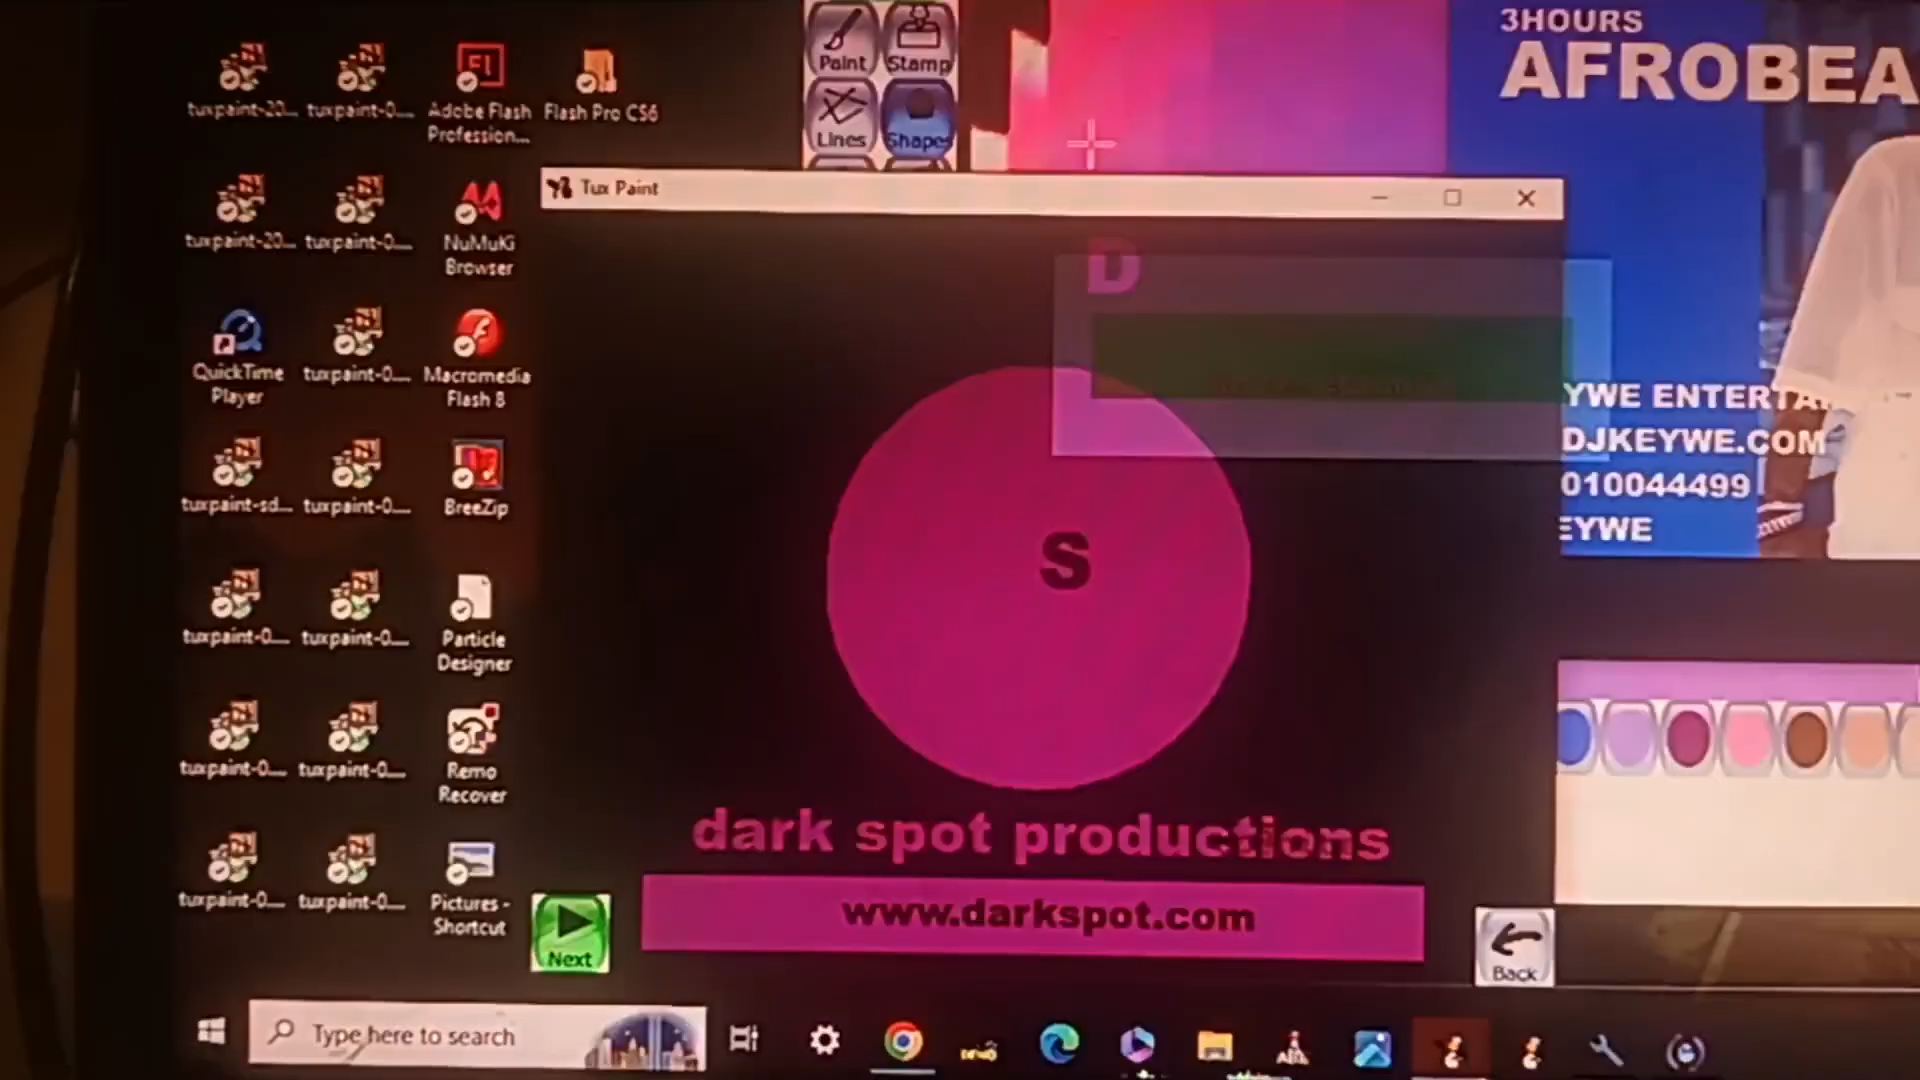 3HOURS
AFROBEA
Paint
Stamp
Lines
Shapes
tuxpaint-20...
tuxpaint-0....
Adobe Flash
Profession...
Flash Pro CS6
Tux Paint
tuxpaint-20...
tuxpaint-0....
NuMuKi
Browser
D
QuickTime
Player
tuxpaint-0....
Macromedia
Flash 8
YWE ENTERTA
DJKEYWE.COM
010044499
EYWE
tuxpaint-sd...
tuxpaint-0....
BreeZip
S
tuxpaint-0....
tuxpaint-0....
Particle
Designer
tuxpaint-0....
tuxpaint-0....
Remo
Recover
dark spot productions
tuxpaint-0....
tuxpaint-0....
Pictures -
Shortcut
www.darkspot.com
Next
Back
Type here to search